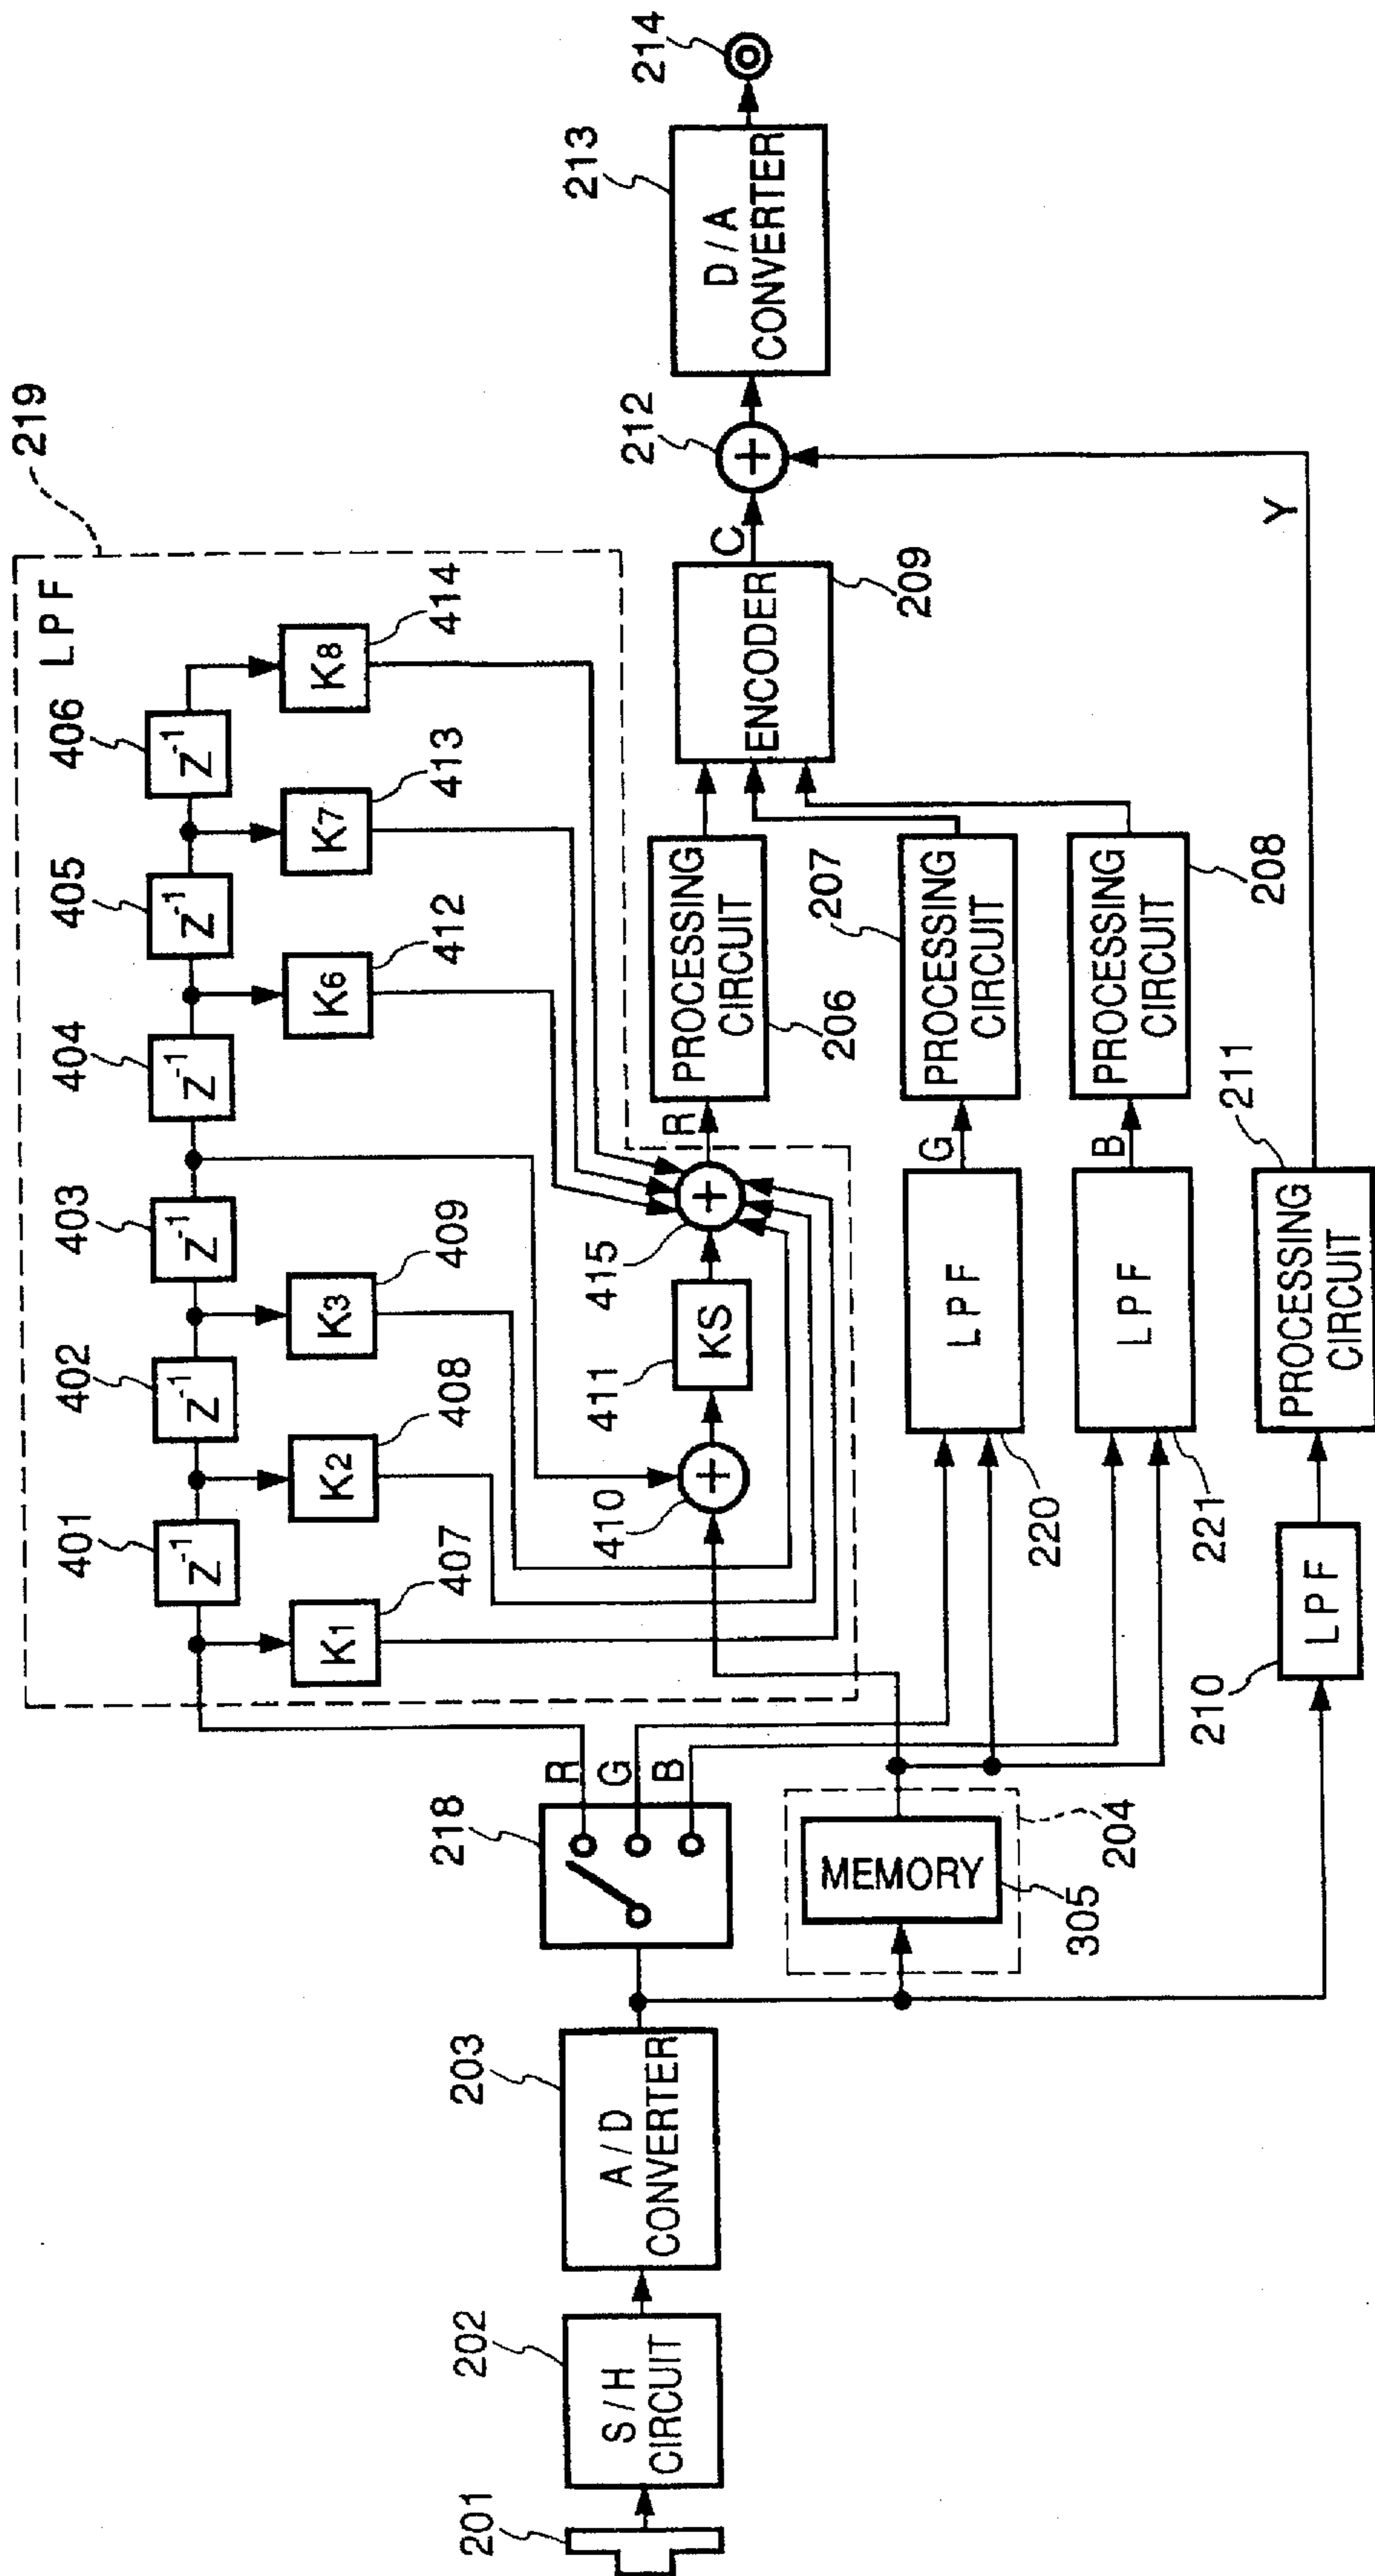 219
LPF
401
402
403
404
405
406
Z-1
Z-1
Z-1
Z-1
Z-1
Z-1
K1
K2
K3
K6
K7
K8
407
408
409
412
413
414
410
411
415
KS
R
201
202
S/H
CIRCUIT
203
A/D
CONVERTER
218
R
G
B
MEMORY
305
204
LPF
220
G
LPF
221
B
PROCESSING
CIRCUIT
206
207
PROCESSING
CIRCUIT
PROCESSING
CIRCUIT
208
ENCODER
209
C
212
213
D/A
CONVERTER
214
210
LPF
211
PROCESSING
CIRCUIT
Y